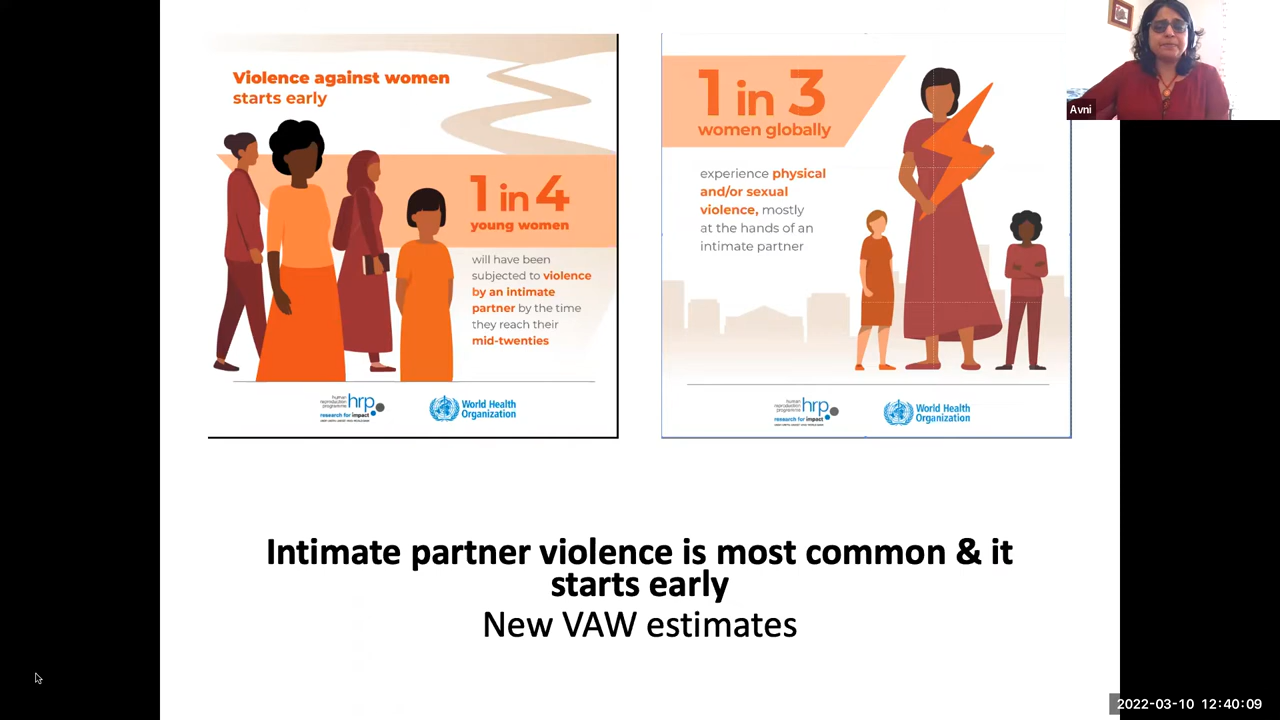 Violence against women
starts early
1 in 4
young women
will have been
subjected to violence
by an intimate
partner by the time
they reach their
mid-twenties
human
reproduction
programme
hrp
research for impact
World Health
Organization
1 in 3
women globally
experience physical
and/or sexual
violence, mostly
at the hands of an
intimate partner
human
reproduction
programme
hrp
research for impact
World Health
Organization
Avni
Intimate partner violence is most common & it
starts early
New VAW estimates
2022-03-10 12:40:09